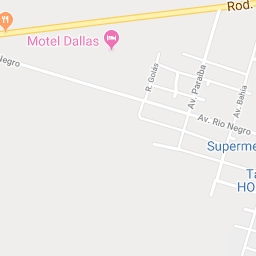 Rod.
Motel Dallas
Negro
R. Goiás
Av. Paraíba
Av. Bahia
Av. Rio Negro
Superme
Ta
HO